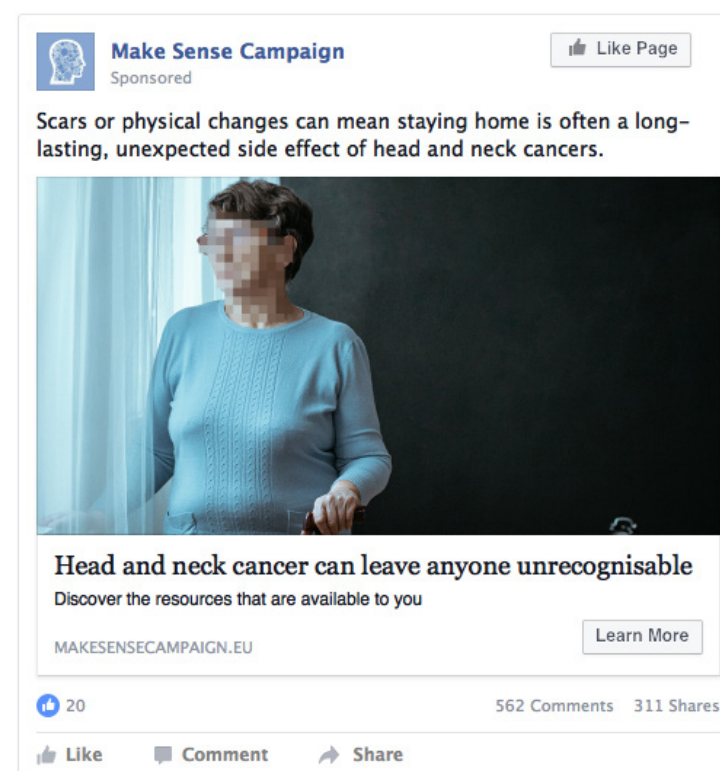 Make Sense Campaign
Like Page
Sponsored
Scars or physical changes can mean staying home is often a long-
lasting, unexpected side effect of head and neck cancers.
Head and neck cancer can leave anyone unrecognisable
Discover the resources that are available to you
Learn More
MAKESENSECAMPAIGN.EU
20
562 Comments 311 Shares
Like Comment Share